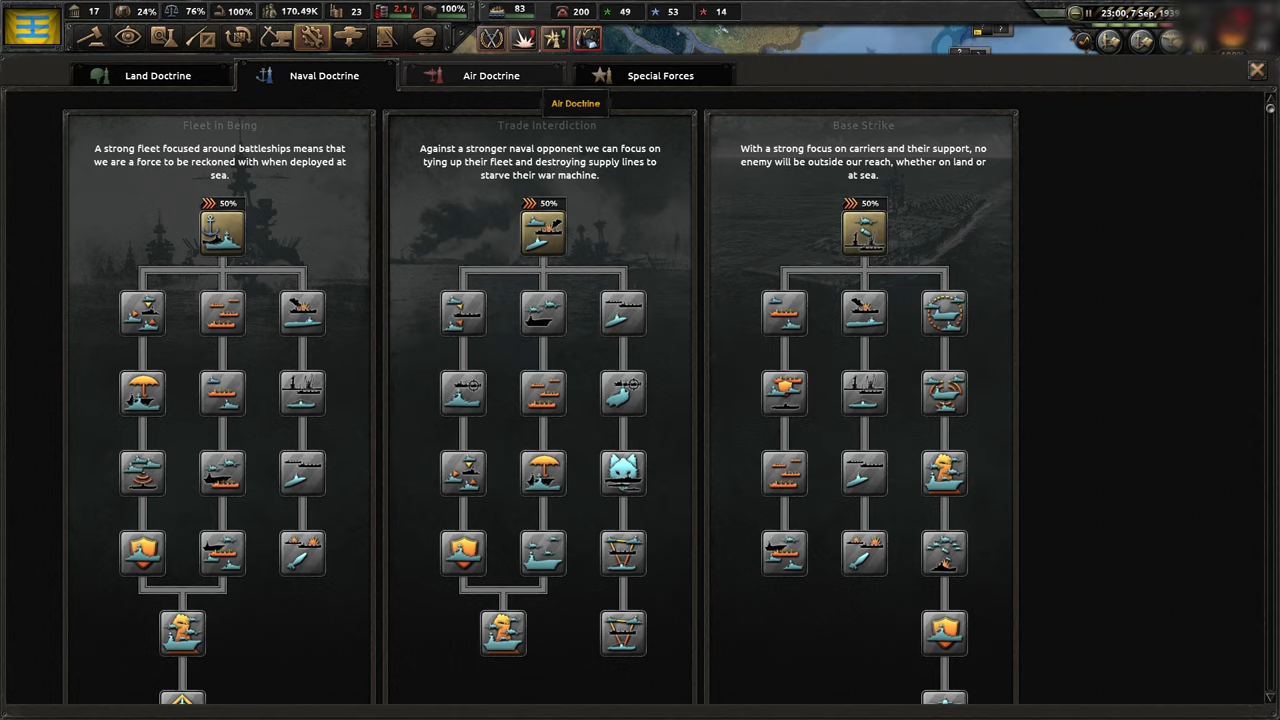 17 24% 76% 100% 170.49K 23 2.1y 100% 83 200 49 53 14
23:00, 7 Sep, 1939
?
?
Land Doctrine Naval Doctrine Air Doctrine Special Forces
Air Doctrine
Fleet in Being
A strong fleet focused around battleships means that
we are a force to be reckoned with when deployed at
sea.
50%
Trade Interdiction
Against a stronger naval opponent we can focus on
tying up their fleet and destroying supply lines to
starve their war machine.
50%
Base Strike
With a strong focus on carriers and their support, no
enemy will be outside our reach, whether on land or
at sea.
50%